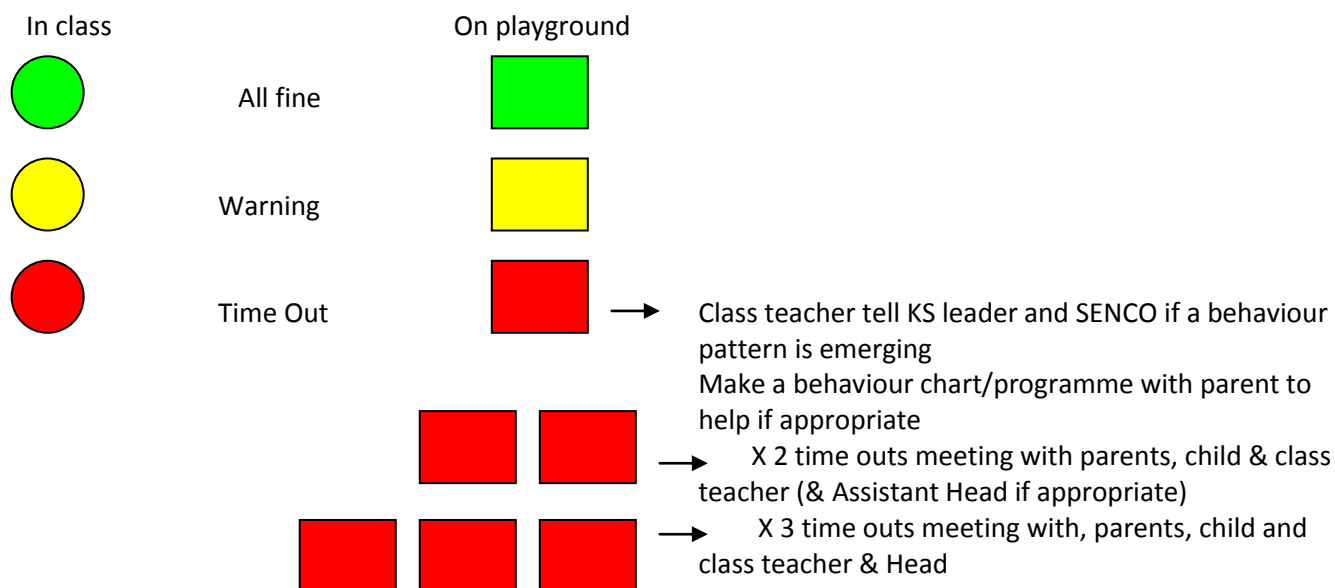 In class
On playground
All fine
Warning
Time Out
Class teacher tell KS leader and SENCO if a behaviour
pattern is emerging
Make a behaviour chart/programme with parent to
help if appropriate
X 2 time outs meeting with parents, child & class
teacher (& Assistant Head if appropriate)
X 3 time outs meeting with, parents, child and
class teacher & Head